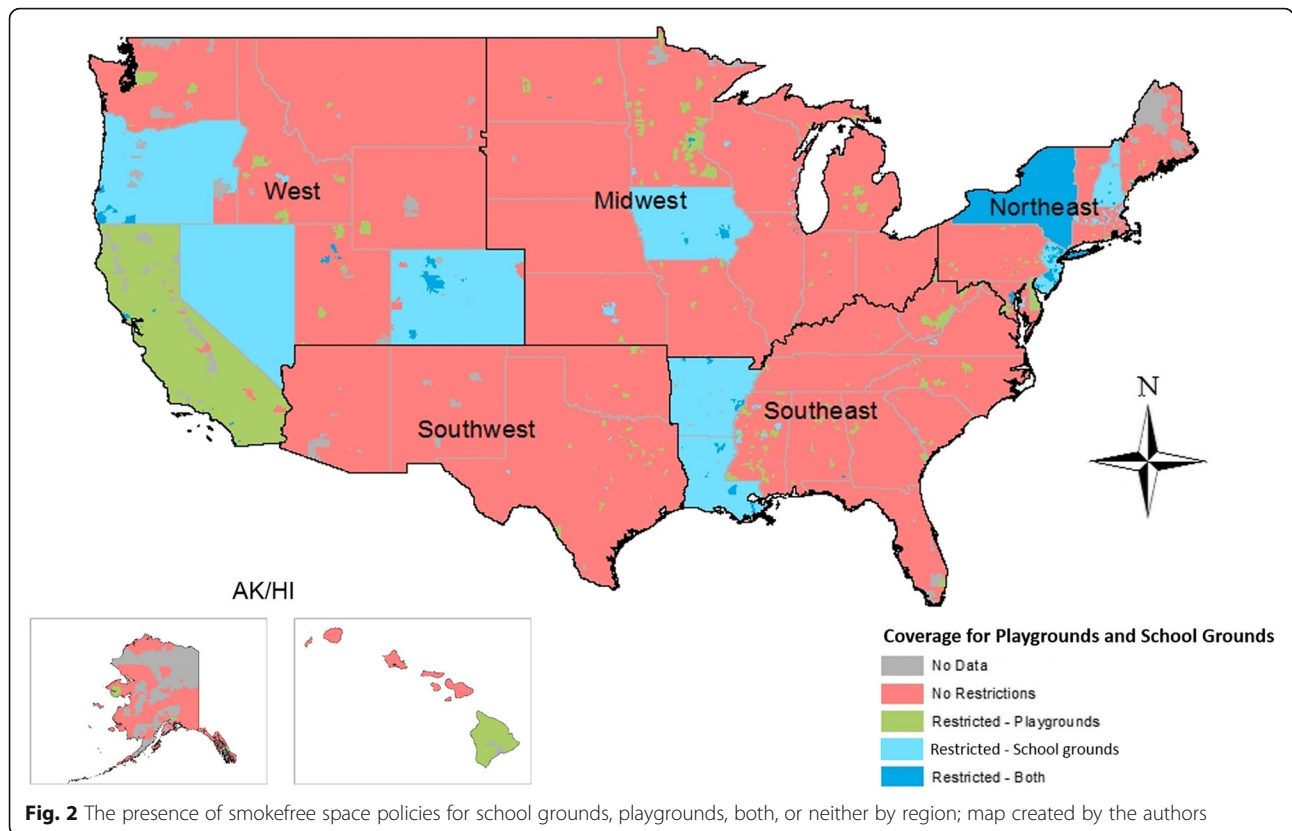 West
Midwest
Northeast
Southwest
Southeast
N
AK/HI
Coverage for Playgrounds and School Grounds
No Data
No Restrictions
Restricted - Playgrounds
Restricted - School grounds
Restricted - Both
Fig. 2 The presence of smokefree space policies for school grounds, playgrounds, both, or neither by region; map created by the authors